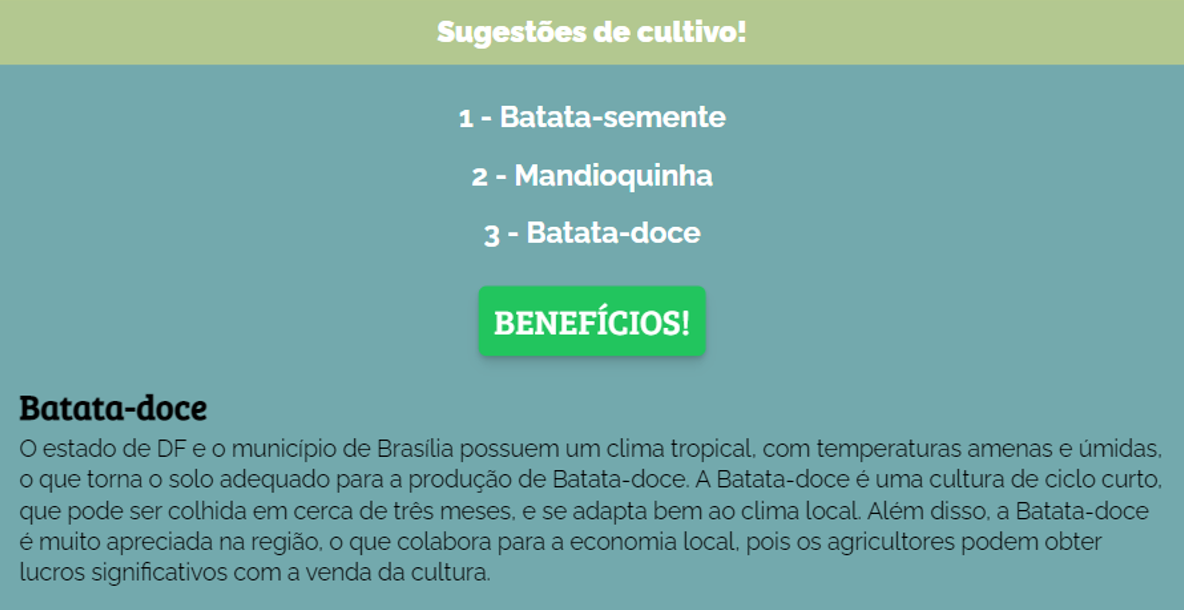 Sugestões de cultivo!
1 - Batata-semente
2 - Mandioquinha
3 - Batata-doce
BENEFÍCIOS!
Batata-doce
O estado de DF e o município de Brasília possuem um clima tropical, com temperaturas amenas e úmidas,
o que torna o solo adequado para a produção de Batata-doce. A Batata-doce é uma cultura de ciclo curto,
que pode ser colhida em cerca de três meses, e se adapta bem ao clima local. Além disso, a Batata-doce
é muito apreciada na região, o que colabora para a economia local, pois os agricultores podem obter
lucros significativos com a venda da cultura.